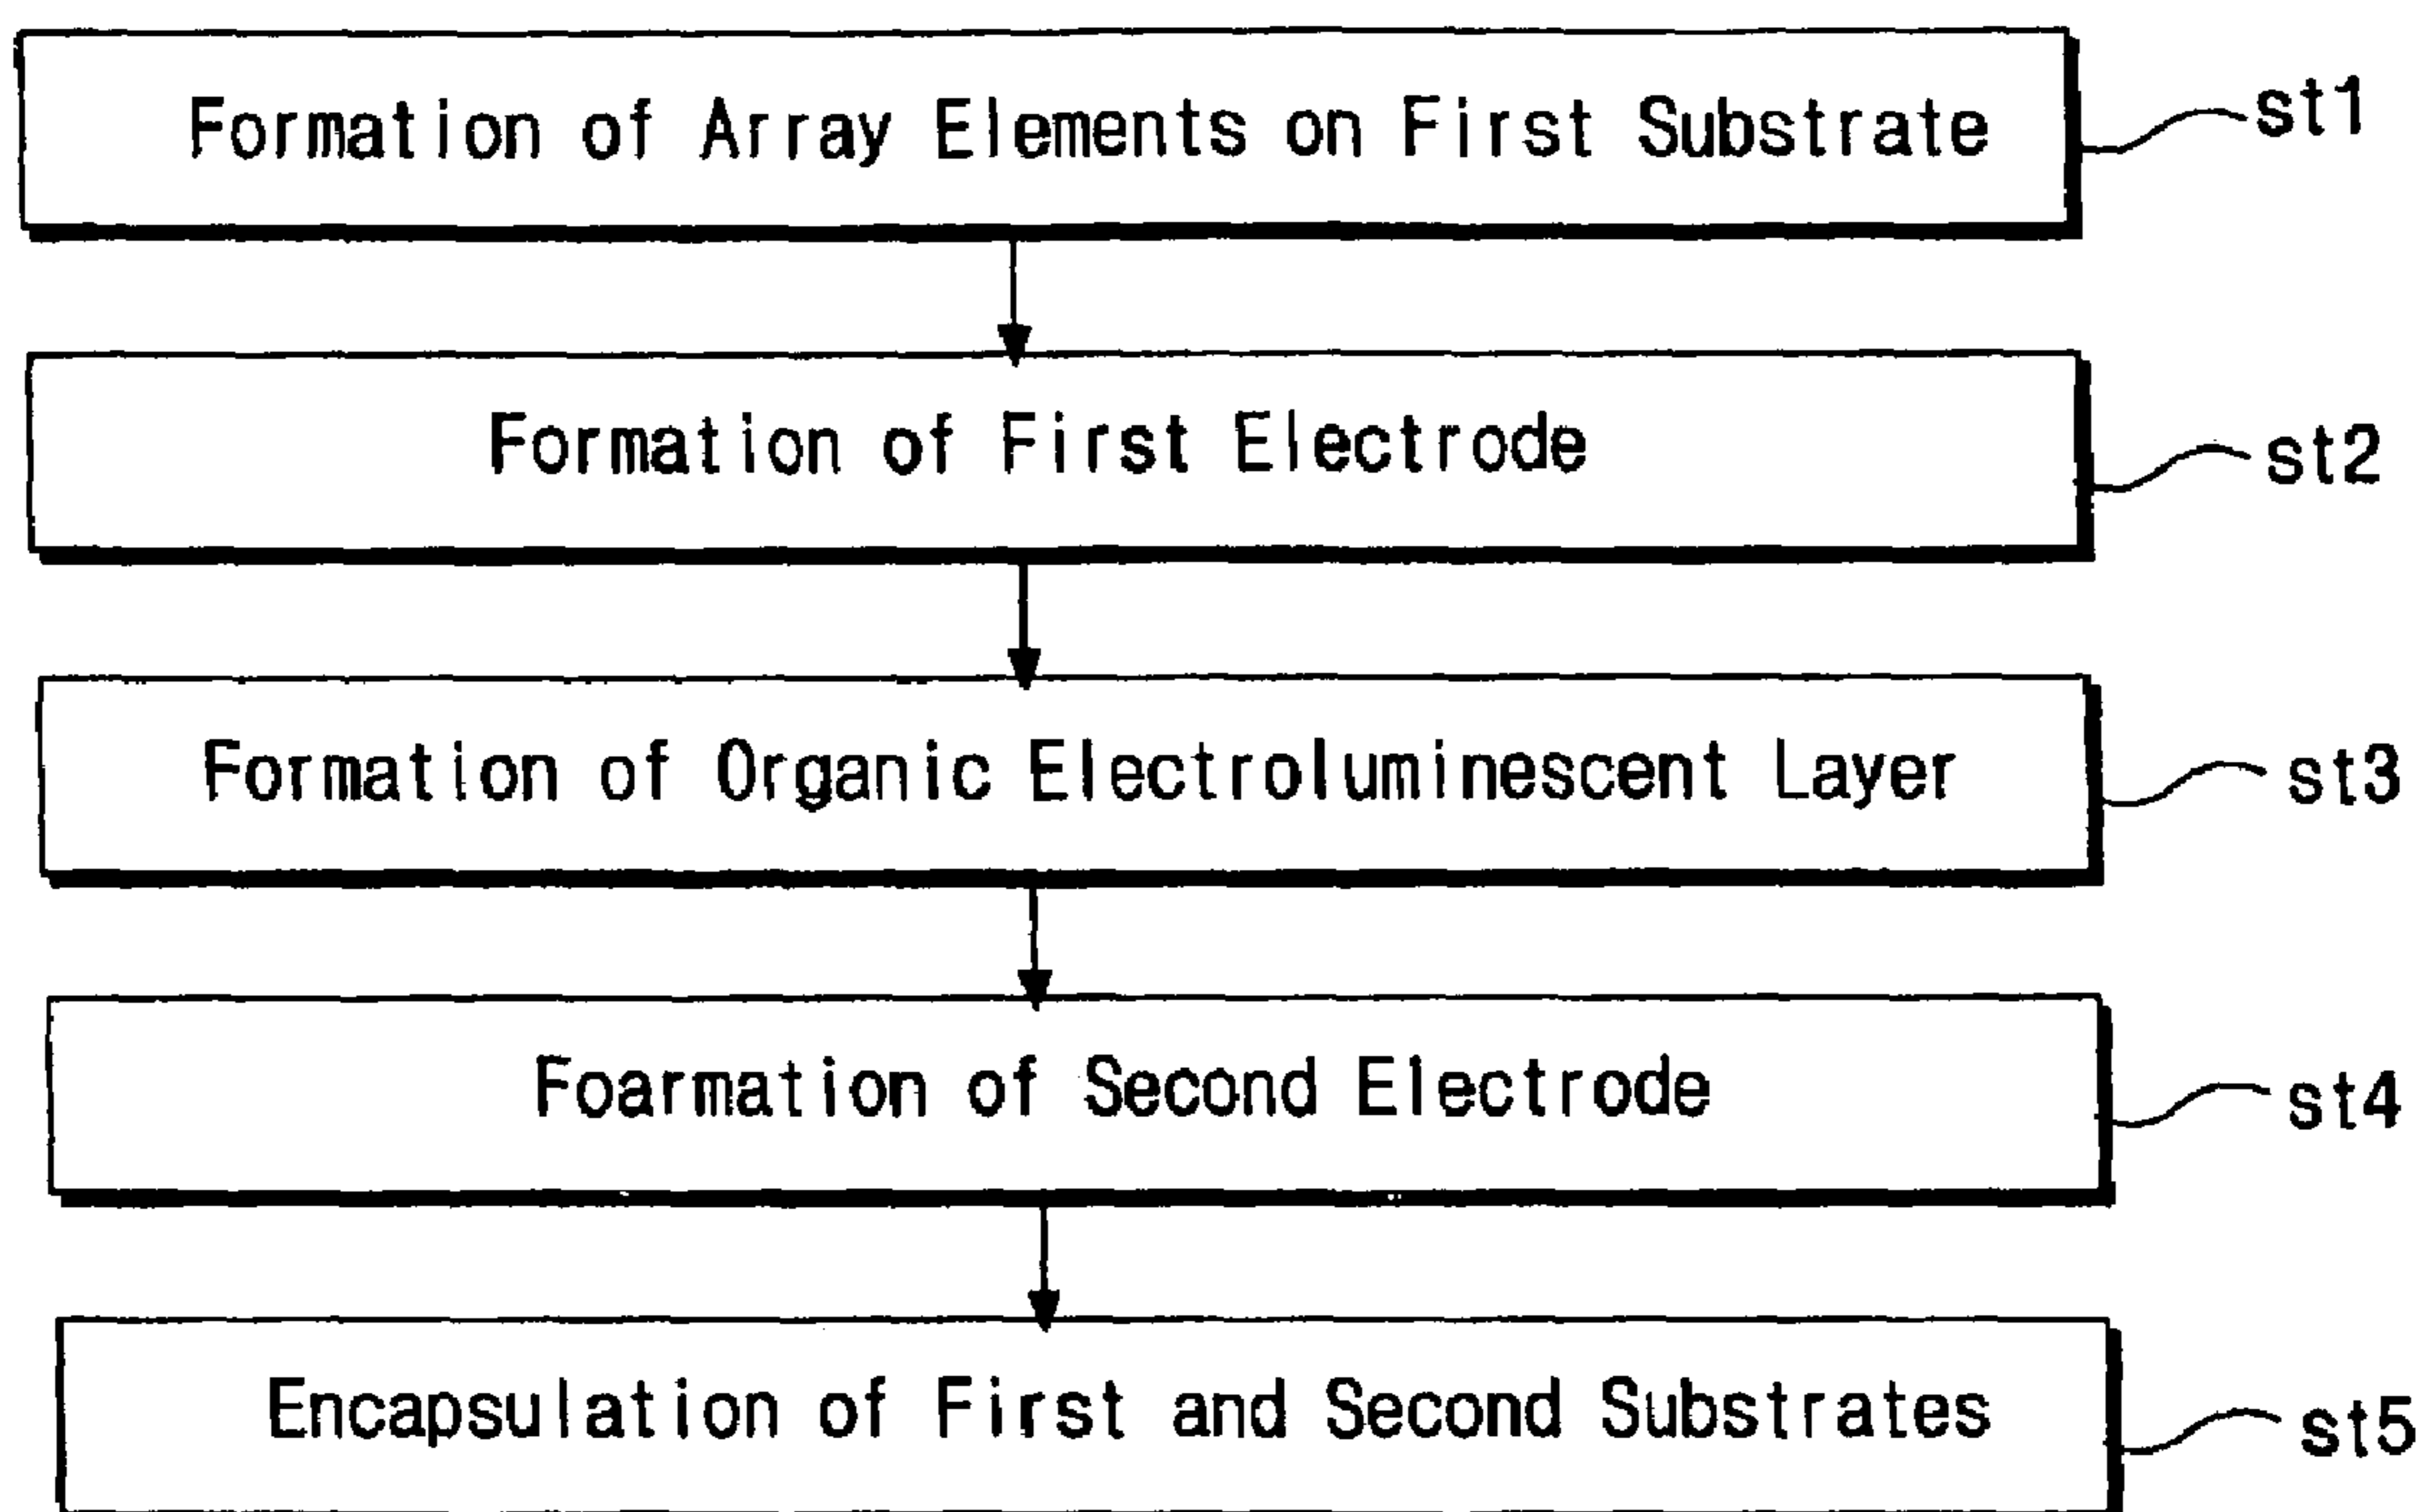 Formation of Array Elements on First Substrate st1
Formation of First Electrode st2
Formation of Organic Electroluminescent Layer st3
Foarmation of Second Electrode st4
Encapsulation of First and Second Substrates st5